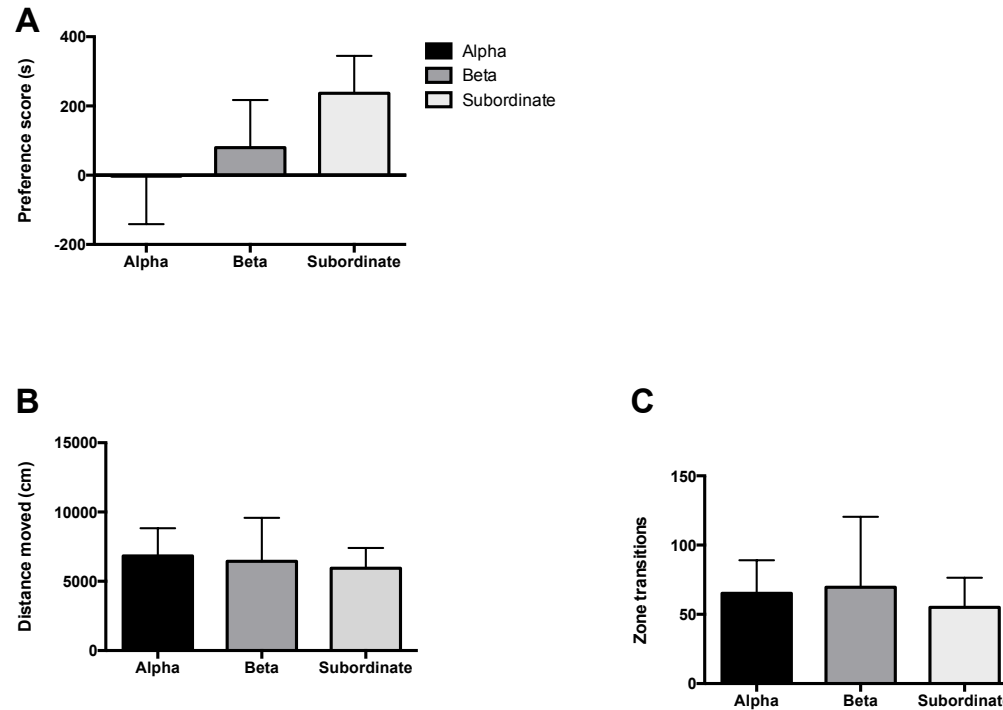 A
Preference score (s)
400
200
0
-200
Alpha
Beta
Subordinate
Alpha
Beta
Subordinate
B
Distance moved (cm)
15000
10000
5000
0
Alpha
Beta
Subordinate
C
Zone transitions
150
100
50
0
Alpha
Beta
Subordinat